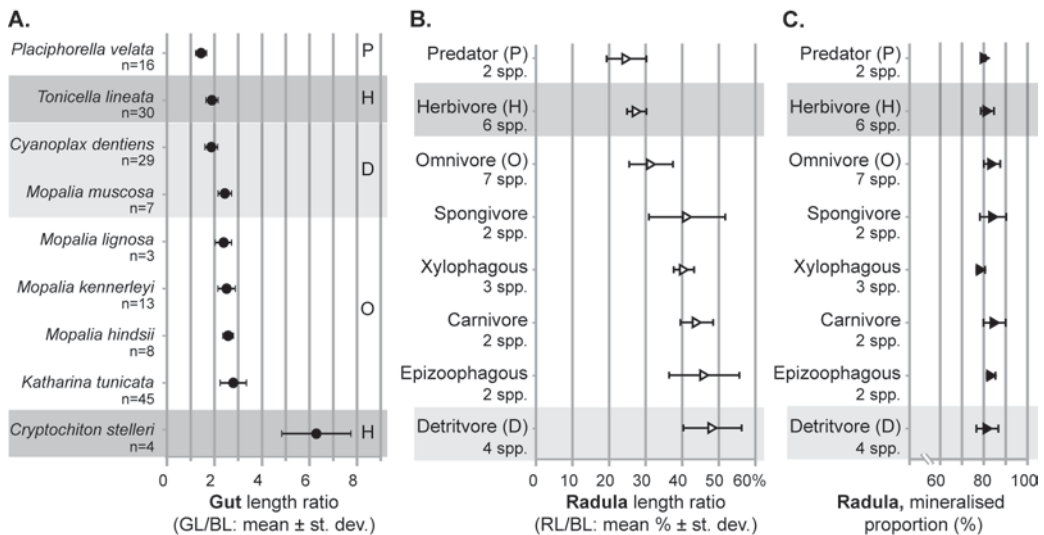 A.
Placiphorella velata
n=16
P
Tonicella lineata
n=30
H
Cyanoplax dentiens
n=29
D
Mopalia muscosa
n=7
Mopalia lignosa
n=3
Mopalia kennerleyi
n=13
O
Mopalia hindsii
n=8
Katharina tunicata
n=45
Cryptochiton stelleri
n=4
H
0 2 4 6 8
Gut length ratio
(GL/BL: mean ± st. dev.)
B.
Predator (P)
2 spp.
Herbivore (H)
6 spp.
Omnivore (O)
7 spp.
Spongivore
2 spp.
Xylophagous
3 spp.
Carnivore
2 spp.
Epizoophagous
2 spp.
Detritvore (D)
4 spp.
0 10 20 30 40 50 60%
Radula length ratio
(RL/BL: mean % ± st. dev.)
C.
Predator (P)
2 spp.
Herbivore (H)
6 spp.
Omnivore (O)
7 spp.
Spongivore
2 spp.
Xylophagous
3 spp.
Carnivore
2 spp.
Epizoophagous
2 spp.
Detritvore (D)
4 spp.
60 80 100
Radula, mineralised
proportion (%)